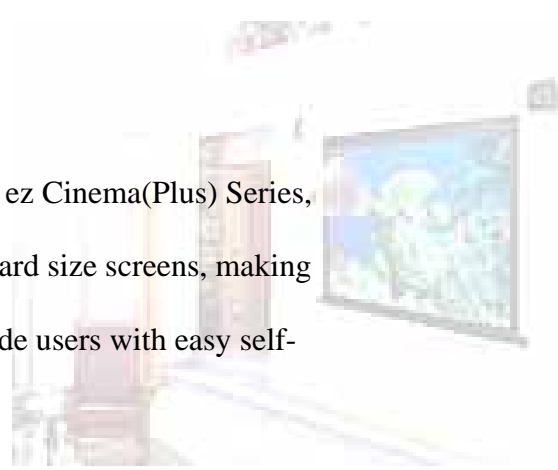 ez Cinema(Plus) Series,
ard size screens, making
de users with easy self-